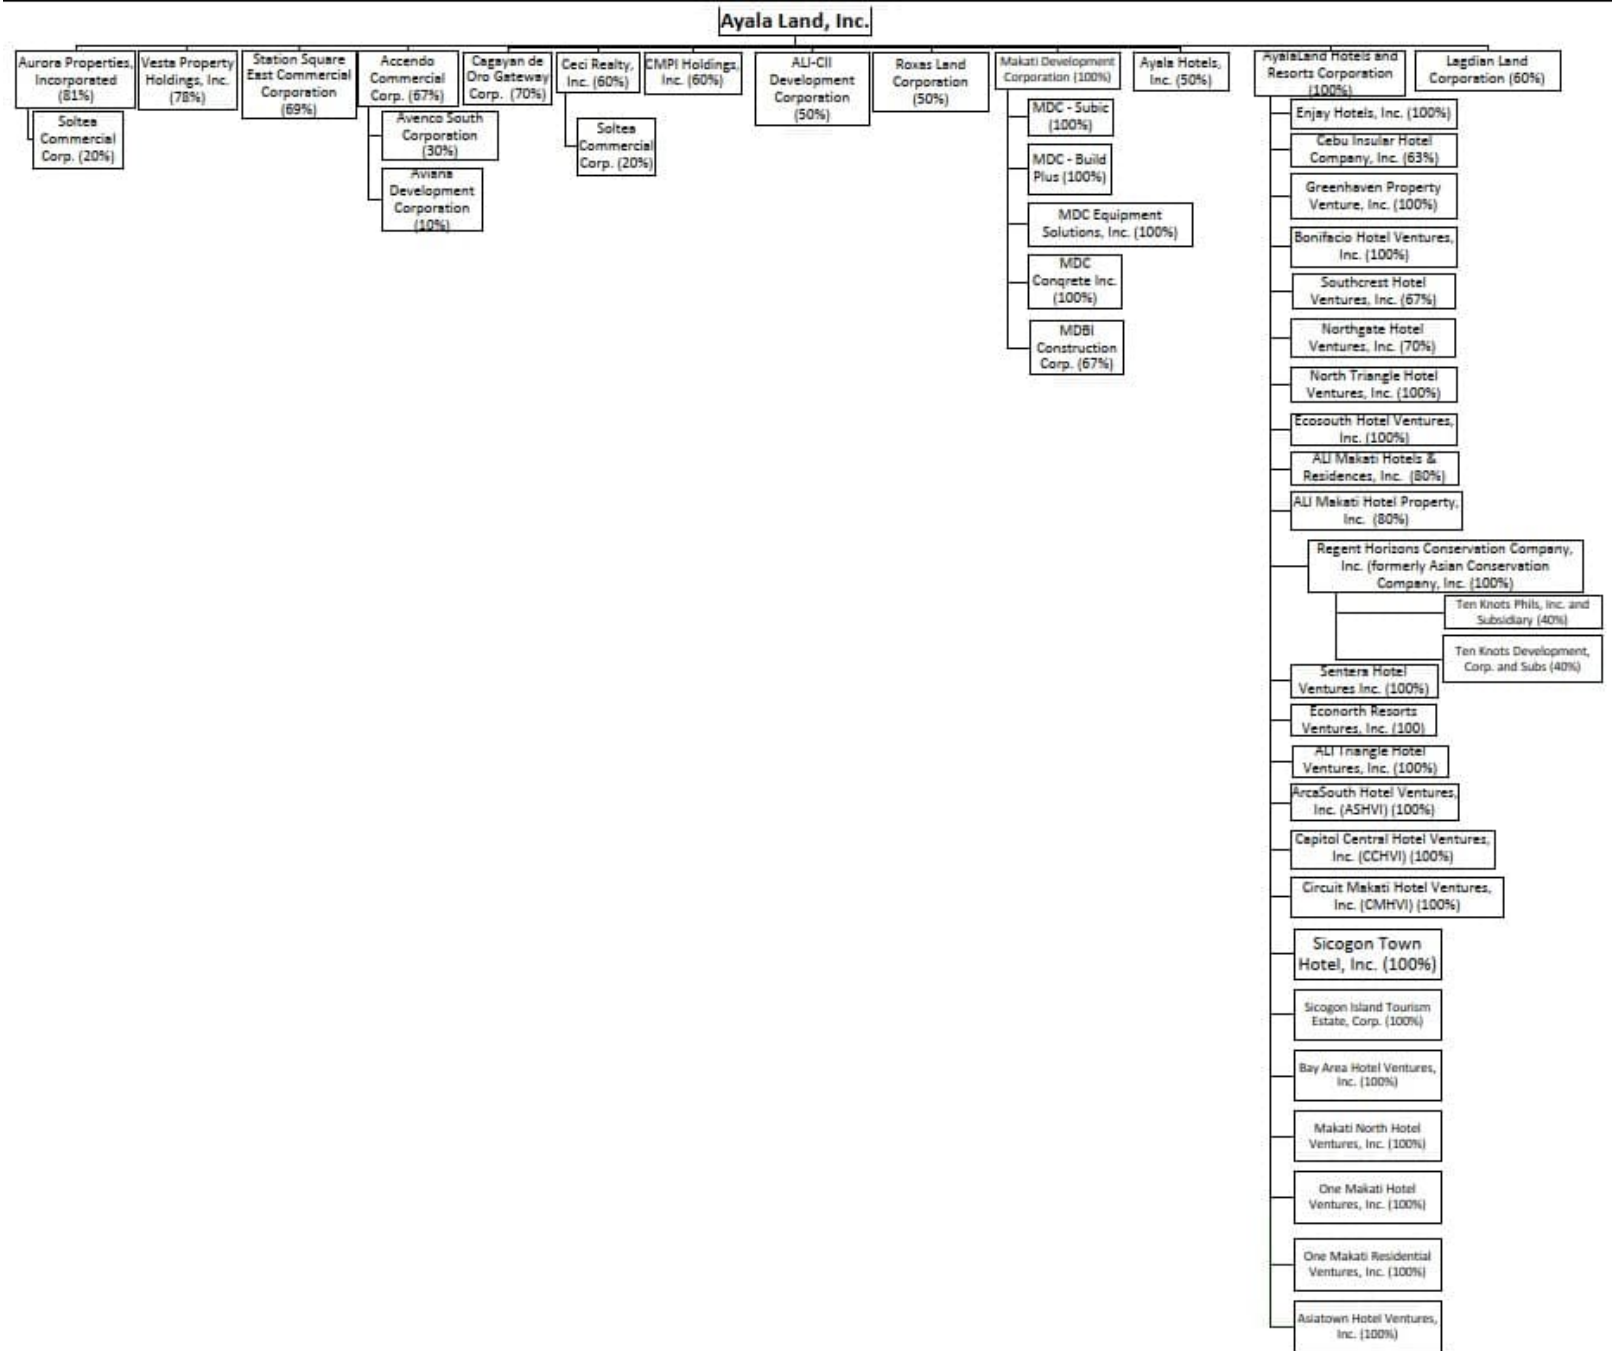 Ayala Land, Inc.
Aurora Properties,
Incorporated
(81%)
Soltea
Commercial
Corp. (20%)
Vesta Property
Holdings, Inc.
(78%)
Station Square
East Commercial
Corporation
(69%)
Accendo
Commercial
Corp. (67%)
Avenco South
Corporation
(30%)
Aviana
Development
Corporation
(10%)
Cagayan de
Oro Gateway
Corp. (70%)
Ceci Realty,
Inc. (60%)
Soltea
Commercial
Corp. (20%)
CMPI Holdings,
Inc. (60%)
ALI-CII
Development
Corporation
(50%)
Roxas Land
Corporation
(50%)
Makati Development
Corporation (100%)
MDC - Subic
(100%)
MDC - Build
Plus (100%)
MDC Equipment
Solutions, Inc. (100%)
MDC
Conqrete Inc.
(100%)
MDBI
Construction
Corp. (67%)
Ayala Hotels,
Inc. (50%)
AyalaLand Hotels and
Resorts Corporation
(100%)
Enjay Hotels, Inc. (100%)
Cebu Insular Hotel
Company, Inc. (63%)
Greenhaven Property
Venture, Inc. (100%)
Bonifacio Hotel Ventures,
Inc. (100%)
Southcrest Hotel
Ventures, Inc. (67%)
Northgate Hotel
Ventures, Inc. (70%)
North Triangle Hotel
Ventures, Inc. (100%)
Ecosouth Hotel Ventures,
Inc. (100%)
ALI Makati Hotels &
Residences, Inc. (80%)
ALI Makati Hotel Property,
Inc. (80%)
Regent Horizons Conservation Company,
Inc. (formerly Asian Conservation
Company, Inc. (100%)
Ten Knots Phils, Inc. and
Subsidiary (40%)
Ten Knots Development,
Corp. and Subs (40%)
Sentera Hotel
Ventures Inc. (100%)
Econorth Resorts
Ventures, Inc. (100)
ALI Triangle Hotel
Ventures, Inc. (100%)
ArcaSouth Hotel Ventures,
Inc. (ASHVI) (100%)
Capitol Central Hotel Ventures,
Inc. (CCHVI) (100%)
Circuit Makati Hotel Ventures,
Inc. (CMHVI) (100%)
Sicogon Town
Hotel, Inc. (100%)
Sicogon Island Tourism
Estate, Corp. (100%)
Bay Area Hotel Ventures,
Inc. (100%)
Makati North Hotel
Ventures, Inc. (100%)
One Makati Hotel
Ventures, Inc. (100%)
One Makati Residential
Ventures, Inc. (100%)
Asiatown Hotel Ventures,
Inc. (100%)
Lagdian Land
Corporation (60%)